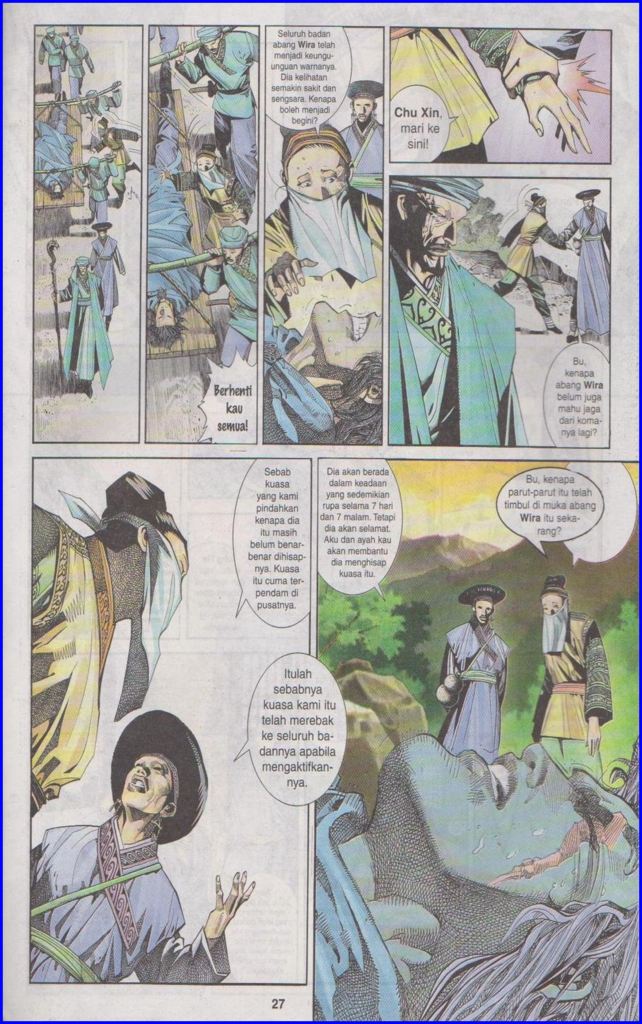 Berhenti
kau
semua!
Seluruh badan
abang Wira telah
menjadi keungu-
unguan warnanya.
Dia kelihatan
semakin sakit dan
sengsara. Kenapa
boleh menjadi
begini?
Chu Xin,
mari ke
sini!
Bu,
kenapa
abang Wira
belum juga
mahu jaga
dari koma-
nya lagi?
Sebab
kuasa
yang kami
pindahkan
kenapa dia
itu masih
belum benar-
benar dihisap-
nya. Kuasa
itu cuma ter-
pendam di
pusatnya.
Itulah
sebabnya
kuasa kami itu
telah merebak
ke seluruh ba-
dannya apabila
mengaktifkan-
nya.
Dia akan berada
dalam keadaan
yang sedemikian
rupa selama 7 hari
dan 7 malam. Tetapi
dia akan selamat.
Aku dan ayah kau
akan membantu
dia menghisap
kuasa itu.
Bu, kenapa
parut-parut itu telah
timbul di muka abang
Wira itu seka-
rang?
27